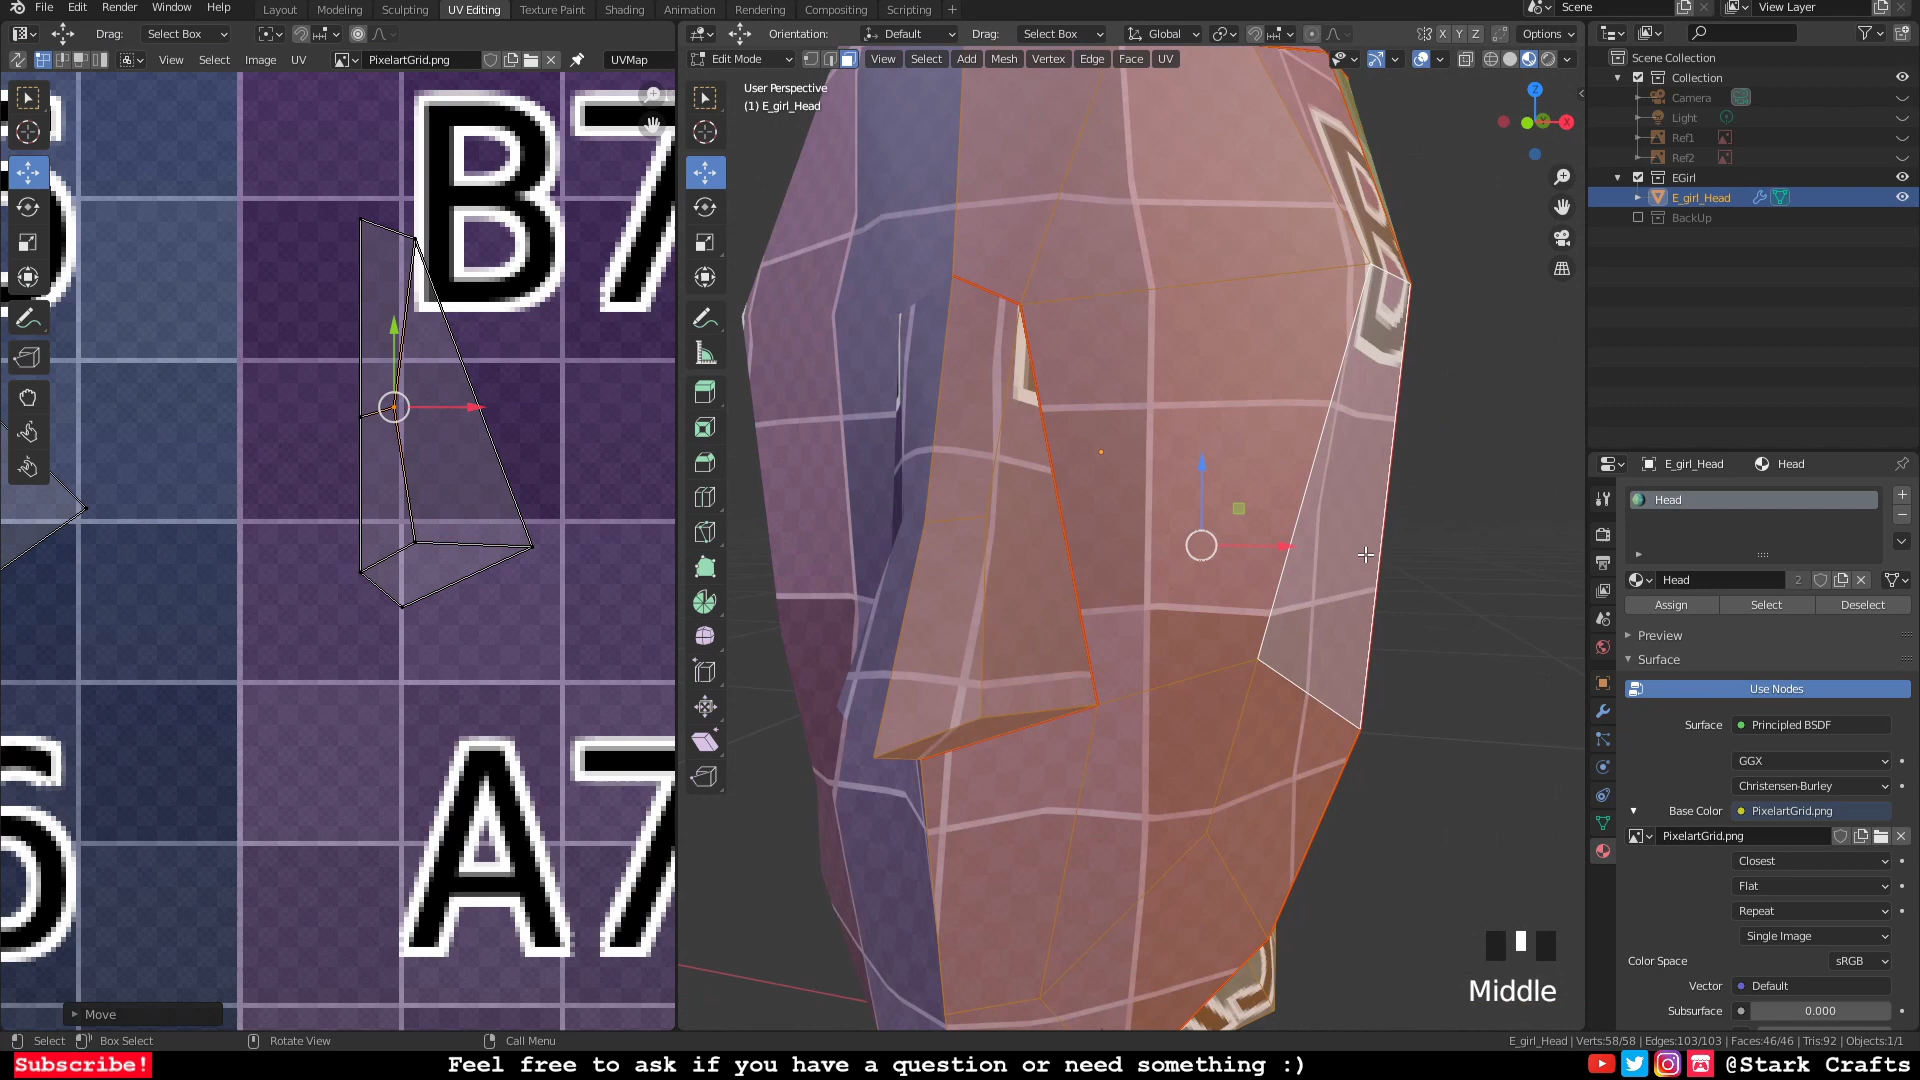 File Edit Render Window Help Layout Modeling Sculpting UV Editing Texture Paint Shading Animation Rendering Compositing Scripting + Scene View Layer
Drag: Select Box Orientation: Default Drag: Select Box Global X Y Z Options
View Select Image UV PixelartGrid.png UVMap Edit Mode View Select Add Mesh Vertex Edge Face UV
User Perspective
(1) E_girl_Head
Z
X
B7
A7
Scene Collection
Collection
Camera
Light
Ref1
Ref2
EGirl
E_girl_Head
BackUp
E_girl_Head Head
Head
Head 2
Assign Select Deselect
Preview
Surface
Use Nodes
Surface Principled BSDF
GGX
Christensen-Burley
Base Color PixelartGrid.png
PixelartGrid.png
Closest
Flat
Repeat
Single Image
Color Space sRGB
Vector Default
Subsurface 0.000
Middle
Move
Select Box Select Rotate View Call Menu
E_girl_Head | Verts:58/58 | Edges:103/103 | Faces:46/46 | Tris:92 | Objects:1/1
Subscribe! Feel free to ask if you have a question or need something :) @Stark Crafts